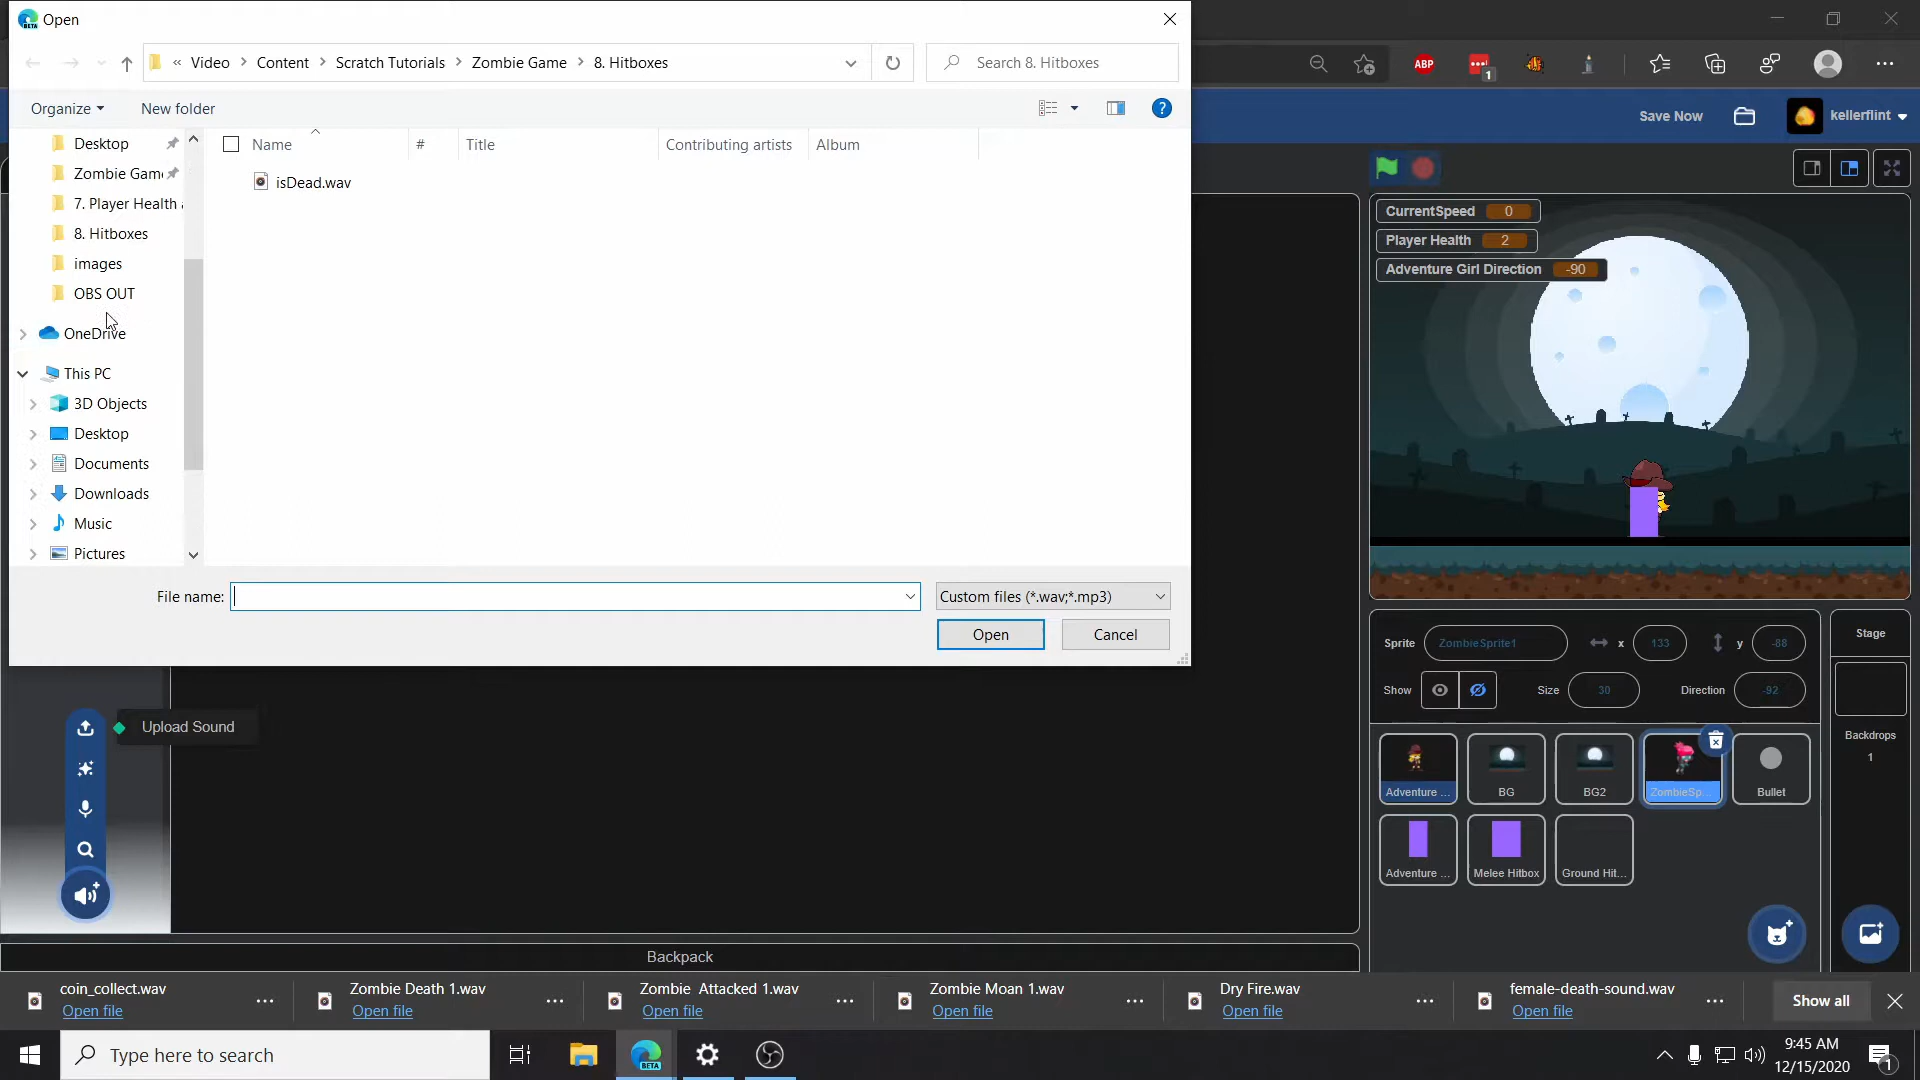 Open
« Video > Content > Scratch Tutorials > Zombie Game > 8. Hitboxes
Search 8. Hitboxes
Organize
New folder
Name
#
Title
Contributing artists
Album
isDead.wav
Desktop
Zombie Game
7. Player Health
8. Hitboxes
images
OBS OUT
OneDrive
This PC
3D Objects
Desktop
Documents
Downloads
Music
Pictures
File name:
Custom files (*.wav;*.mp3)
Open
Cancel
BETA
ABP
1
Save Now
kellerflint
CurrentSpeed 0
Player Health 2
Adventure Girl Direction -90
Sprite
ZombieSprite1
x
133
y
-88
Show
Size
30
Direction
-92
Stage
Backdrops
1
Adventure ...
BG
BG2
ZombieSp...
Bullet
Adventure ...
Melee Hitbox
Ground Hit...
Upload Sound
Backpack
coin_collect.wav
Open file
Zombie Death 1.wav
Open file
Zombie Attacked 1.wav
Open file
Zombie Moan 1.wav
Open file
Dry Fire.wav
Open file
female-death-sound.wav
Open file
Show all
Type here to search
BETA
9:45 AM
12/15/2020
1